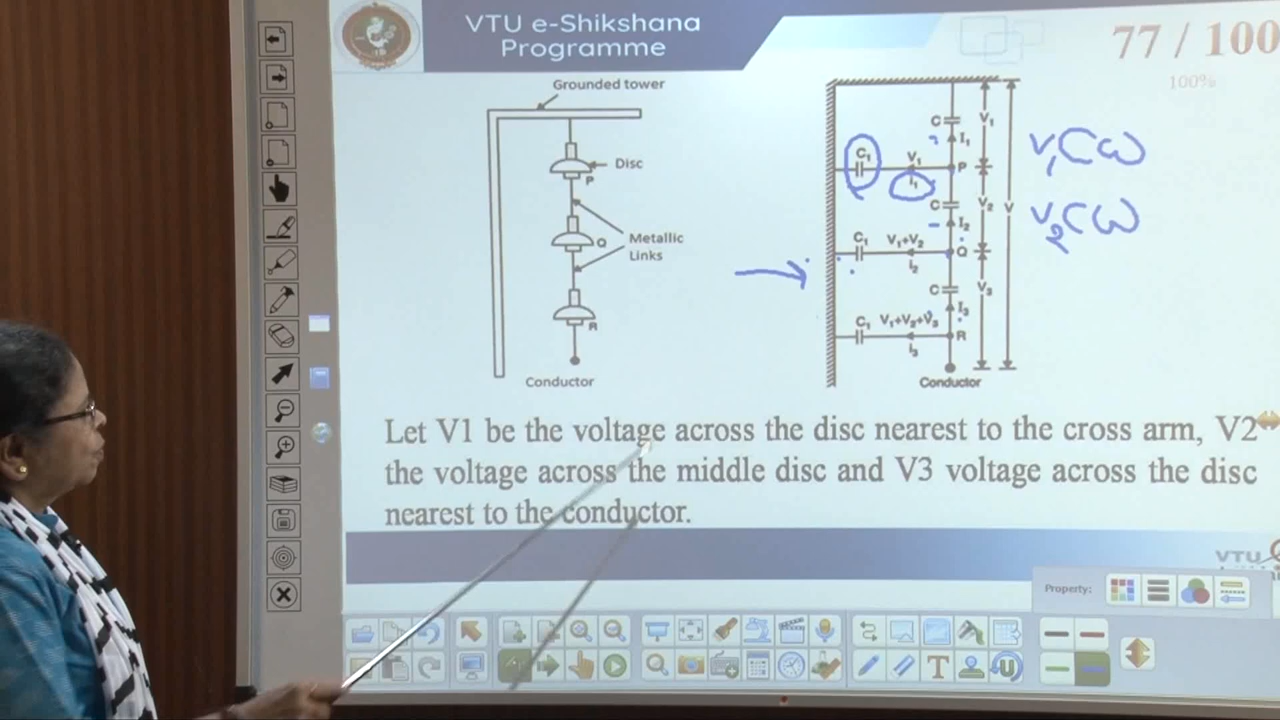 VTU e-Shikshana
Programme
77 / 100
100%
Grounded tower
Disc
P
Metallic
Links
Q
R
Conductor
C
I1
V1
C1
V1
I1
P
V1Cω
C
I2
V2
V
V2Cω
C1
V1+V2
I2
Q
C
I3
V3
C1
V1+V2+V3
I3
R
Conductor
Let V1 be the voltage across the disc nearest to the cross arm, V2
the voltage across the middle disc and V3 voltage across the disc
nearest to the conductor.
VTU
Property: